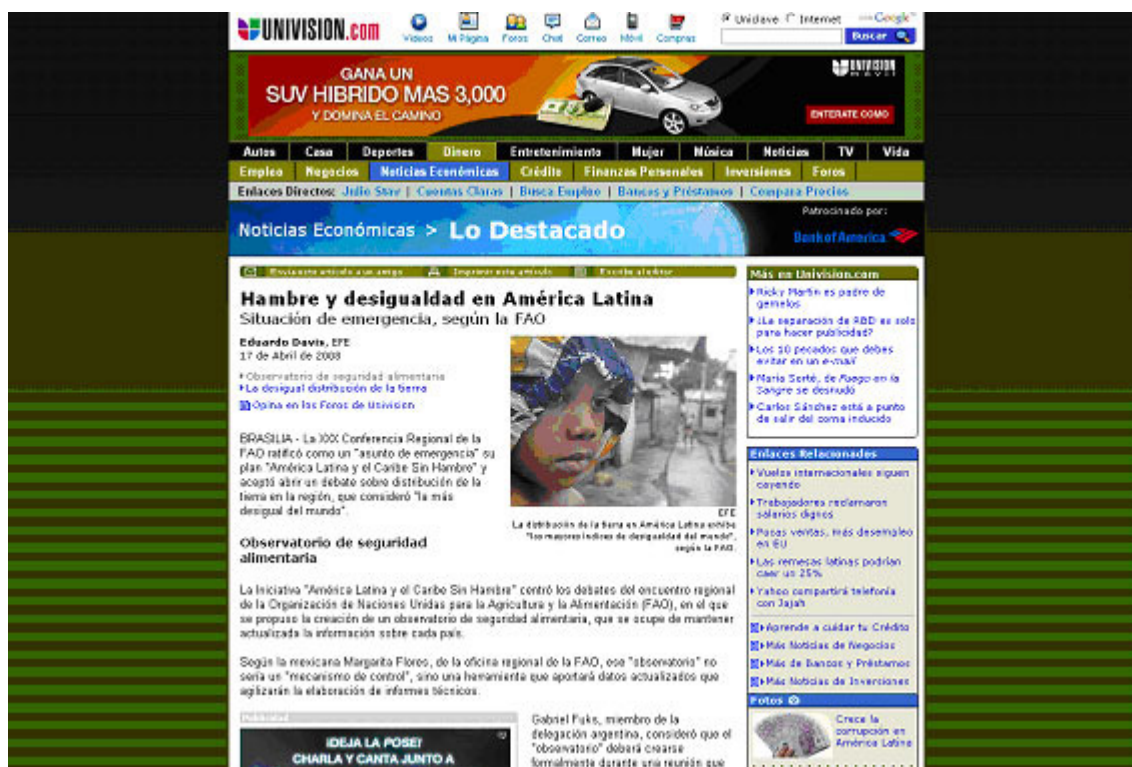 UNIVISION.com
Videos Mi Página Foros Chat Correo Móvil Compras
Uniclave Internet Google
Buscar
GANA UN
SUV HIBRIDO MAS 3,000
Y DOMINA EL CAMINO
UNIVISION
MOVIL
ENTERATE COMO
Autos Casa Deportes Dinero Entretenimiento Mujer Música Noticias TV Vida
Empleo Negocios Noticias Económicas Crédito Finanzas Personales Inversiones Foros
Enlaces Directos: Julie Stav | Cuentas Claras | Busca Empleo | Bancos y Préstamos | Compara Precios
Noticias Económicas > Lo Destacado
Patrocinado por:
Bank of America
Envía este artículo a un amigo Imprimir este artículo Escribe al editor
Hambre y desigualdad en América Latina
Situación de emergencia, según la FAO
Eduardo Davis, EFE
17 de Abril de 2008
Observatorio de seguridad alimentaria
La desigual distribución de la tierra
Opina en los Foros de Univision
BRASILIA - La XXX Conferencia Regional de la
FAO ratificó como un "asunto de emergencia" su
plan "América Latina y el Caribe Sin Hambre" y
aceptó abrir un debate sobre distribución de la
tierra en la región, que consideró "la más
desigual del mundo".
EFE
La distribución de la tierra en América Latina exhibe
"los mayores índices de desigualdad del mundo",
según la FAO.
Observatorio de seguridad
alimentaria
La Iniciativa "América Latina y el Caribe Sin Hambre" centró los debates del encuentro regional
de la Organización de Naciones Unidas para la Agricultura y la Alimentación (FAO), en el que
se propuso la creación de un observatorio de seguridad alimentaria, que se ocupe de mantener
actualizada la información sobre cada país.
Según la mexicana Margarita Flores, de la oficina regional de la FAO, ese "observatorio" no
sería un "mecanismo de control", sino una herramienta que aportará datos actualizados que
agilizarán la elaboración de informes técnicos.
Publicidad
¡DEJA LA POSE!
CHARLA Y CANTA JUNTO A
Gabriel Fuks, miembro de la
delegación argentina, consideró que el
"observatorio" deberá crearse
formalmente durante una reunión que
Más en Univision.com
Ricky Martin es padre de
gemelos
¿La separación de RBD es solo
para hacer publicidad?
Los 10 pecados que debes
evitar en un e-mail
María Sorté, de Fuego en la
Sangre se desnudó
Carlos Sánchez está a punto
de salir del coma inducido
Enlaces Relacionados
Vuelos internacionales siguen
cayendo
Trabajadores reclamaron
salarios dignos
Pocas ventas, más desempleo
en EU
Las remesas latinas podrían
caer un 25%
Yahoo compartirá telefonía
con Jajah
Aprende a cuidar tu Crédito
Más Noticias de Negocios
Más de Bancos y Préstamos
Más Noticias de Inversiones
Fotos
Crece la
corrupción en
América Latina